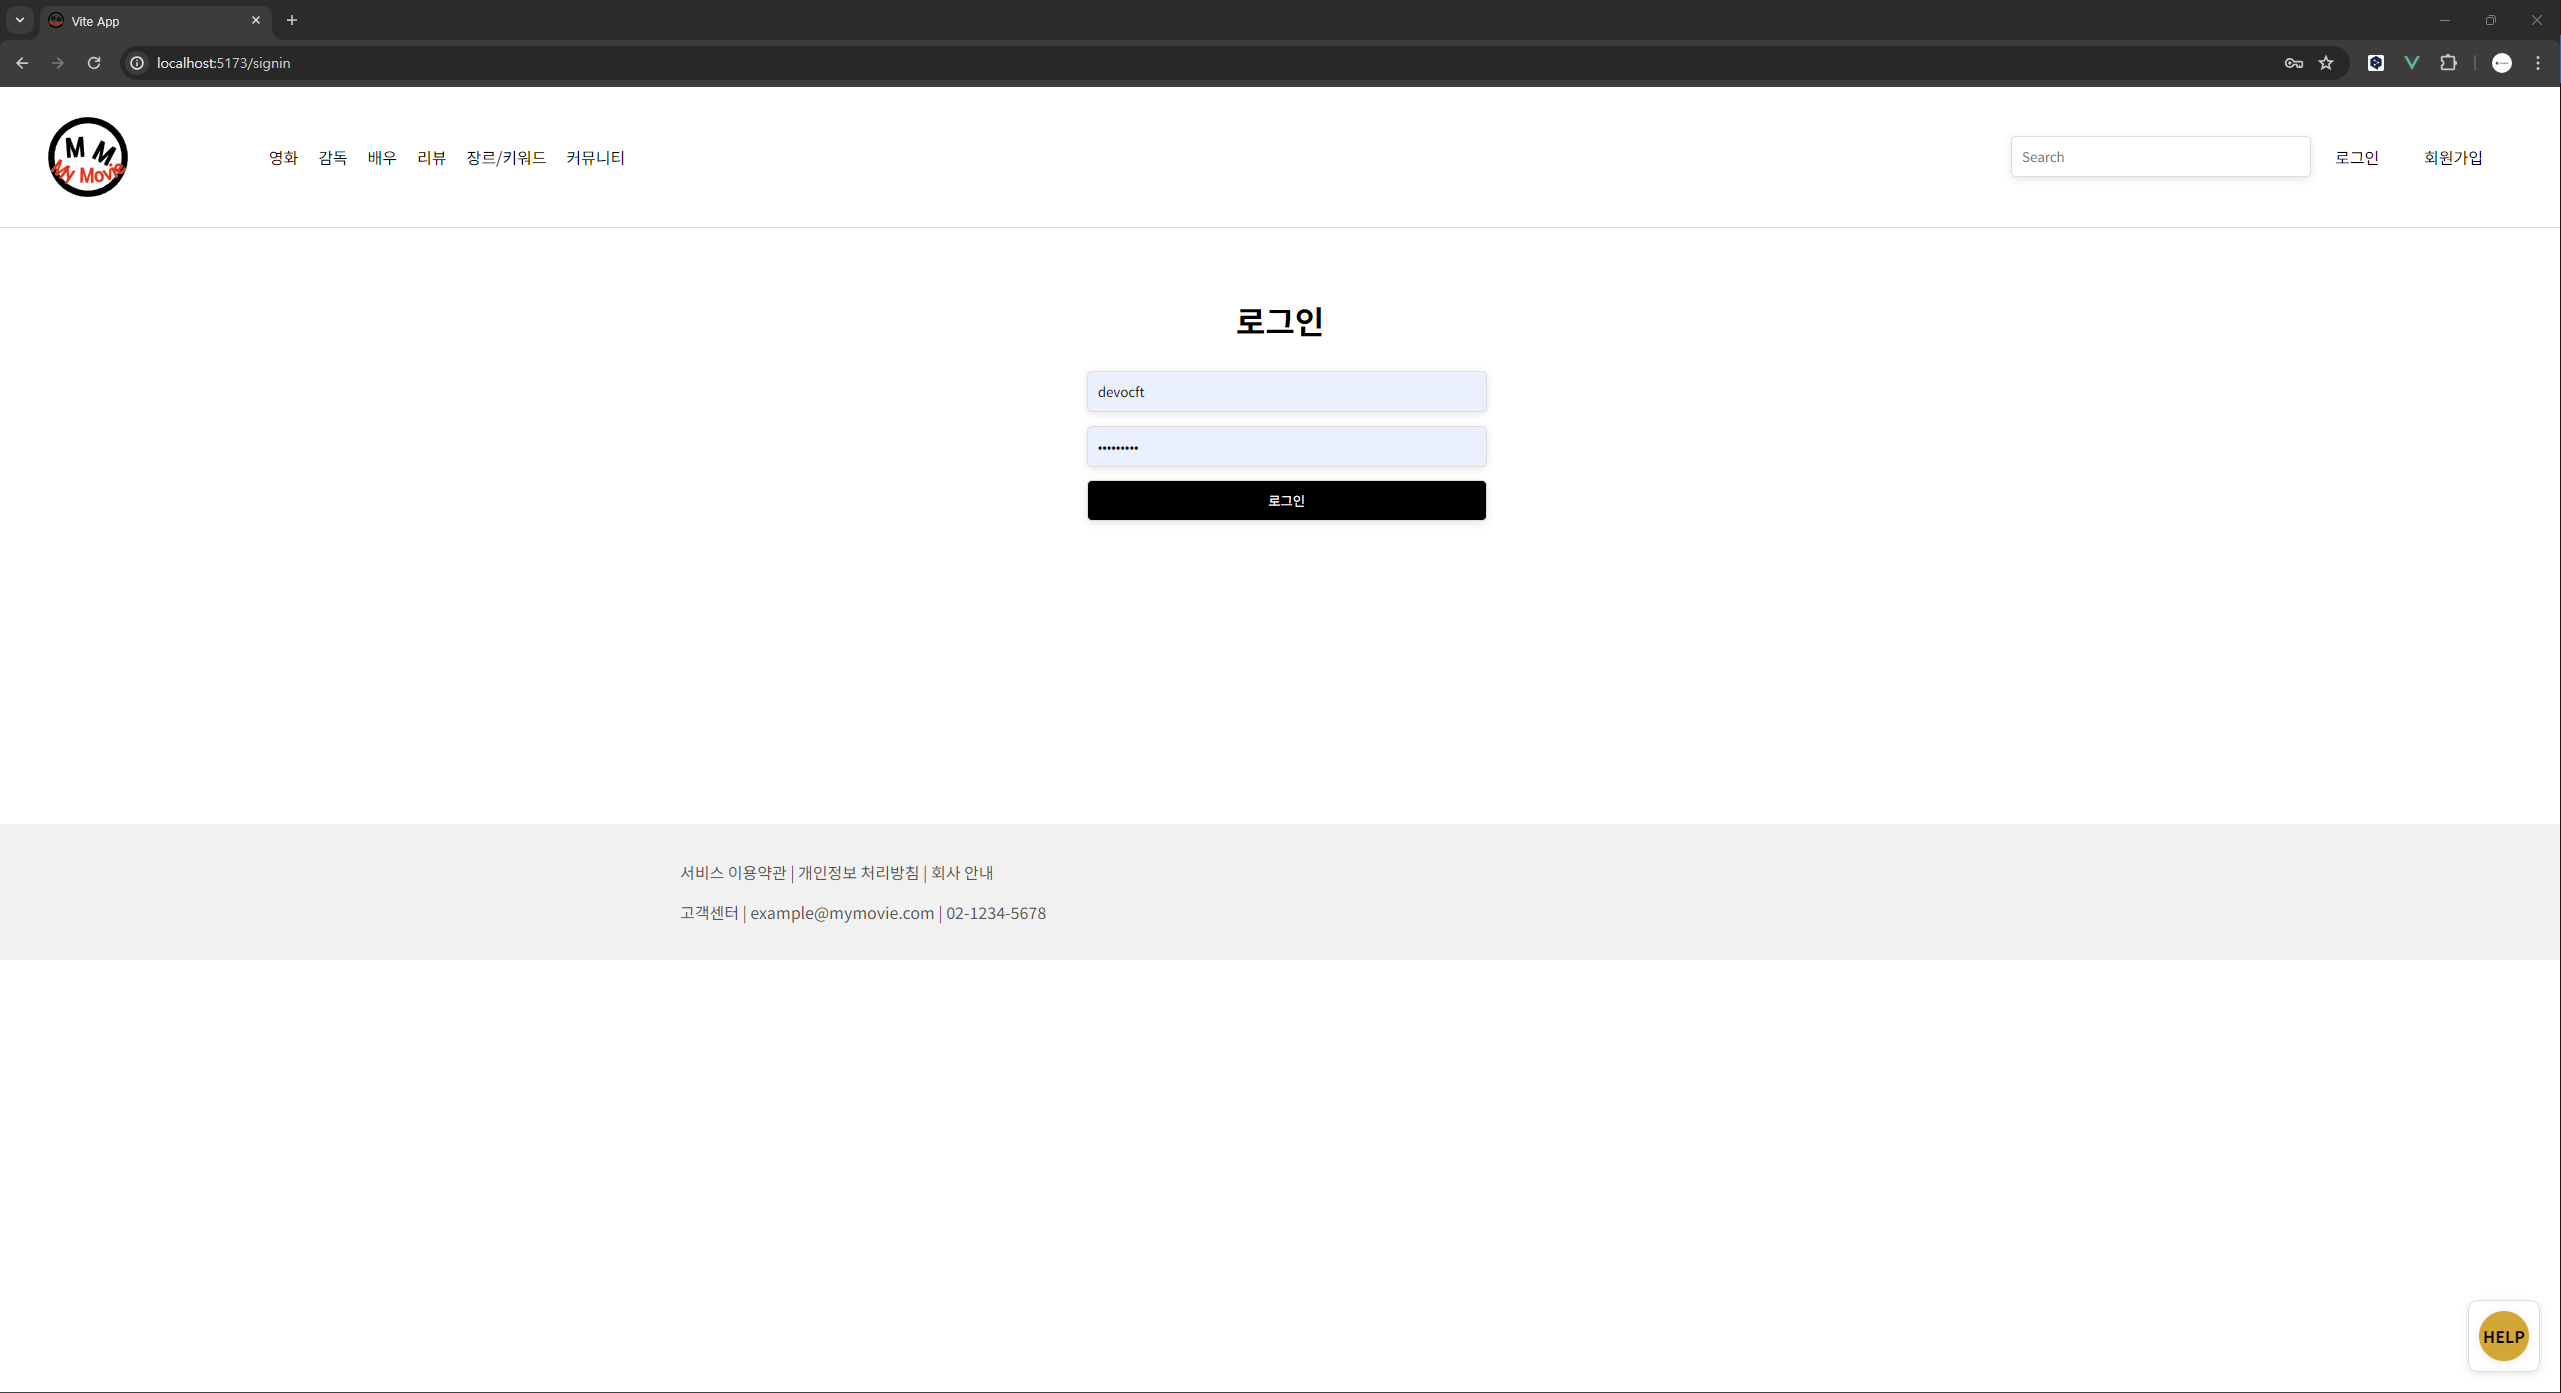 Vite App
localhost:5173/signin
M M
My Movie
영화 감독 배우 리뷰 장르/키워드 커뮤니티
Search
로그인 회원가입
로그인
devocft
•••••••••
로그인
서비스 이용약관 | 개인정보 처리방침 | 회사 안내
고객센터 | example@mymovie.com | 02-1234-5678
HELP